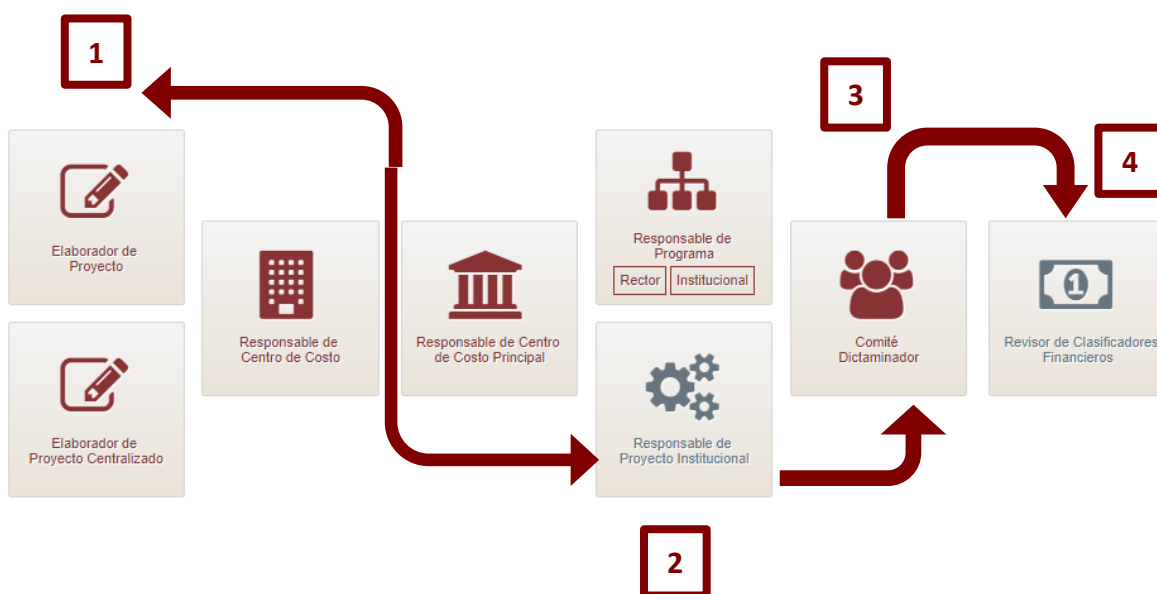 1
3
4
Elaborador de
Proyecto
Responsable de
Programa
Rector Institucional
Responsable de
Centro de Costo
Responsable de Centro
de Costo Principal
Comité
Dictaminador
Revisor de Clasificadores
Financieros
Elaborador de
Proyecto Centralizado
Responsable de
Proyecto Institucional
2